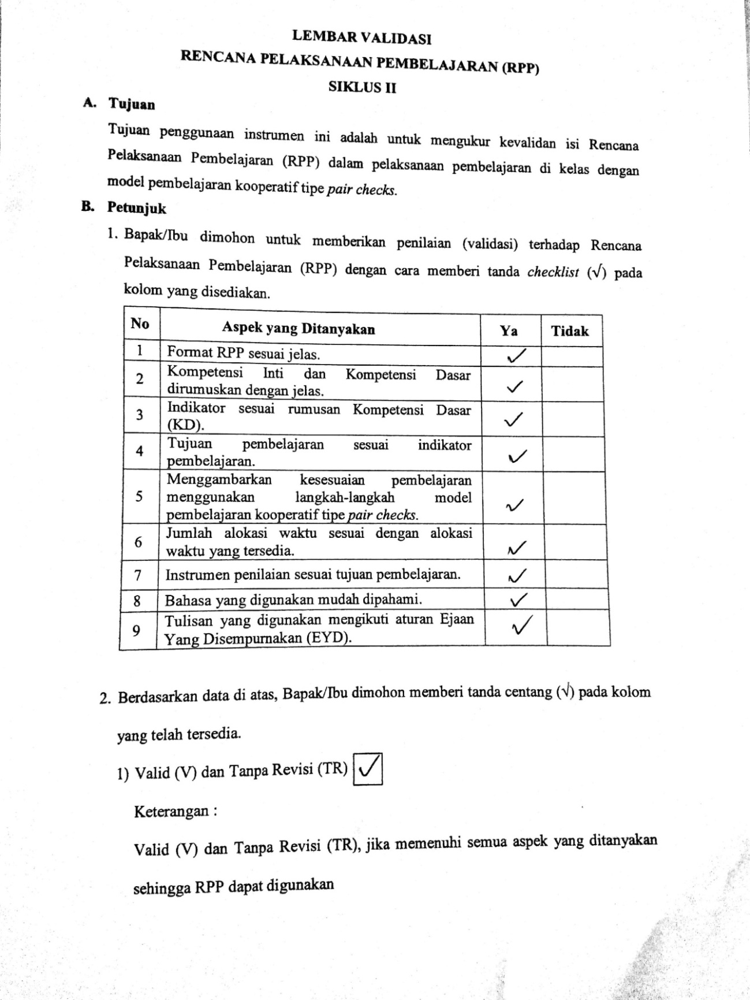 LEMBAR VALIDASI
RENCANA PELAKSANAAN PEMBELAJARAN (RPP)
SIKLUS II
A. Tujuan
Tujuan penggunaan instrumen ini adalah untuk mengukur kevalidan isi Rencana
Pelaksanaan Pembelajaran (RPP) dalam pelaksanaan pembelajaran di kelas dengan
model pembelajaran kooperatif tipe pair checks.
B. Petunjuk
1. Bapak/Ibu dimohon untuk memberikan penilaian (validasi) terhadap Rencana
Pelaksanaan Pembelajaran (RPP) dengan cara memberi tanda checklist (√) pada
kolom yang disediakan.
No Aspek yang Ditanyakan Ya Tidak
1 Format RPP sesuai jelas. ✓
2 Kompetensi Inti dan Kompetensi Dasar
dirumuskan dengan jelas. ✓
3 Indikator sesuai rumusan Kompetensi Dasar
(KD). ✓
4 Tujuan pembelajaran sesuai indikator
pembelajaran. ✓
5 Menggambarkan kesesuaian pembelajaran
menggunakan langkah-langkah model
pembelajaran kooperatif tipe pair checks. ✓
6 Jumlah alokasi waktu sesuai dengan alokasi
waktu yang tersedia. ✓
7 Instrumen penilaian sesuai tujuan pembelajaran. ✓
8 Bahasa yang digunakan mudah dipahami. ✓
9 Tulisan yang digunakan mengikuti aturan Ejaan
Yang Disempurnakan (EYD). ✓
2. Berdasarkan data di atas, Bapak/Ibu dimohon memberi tanda centang (√) pada kolom
yang telah tersedia.
1) Valid (V) dan Tanpa Revisi (TR) ✓
Keterangan :
Valid (V) dan Tanpa Revisi (TR), jika memenuhi semua aspek yang ditanyakan
sehingga RPP dapat digunakan